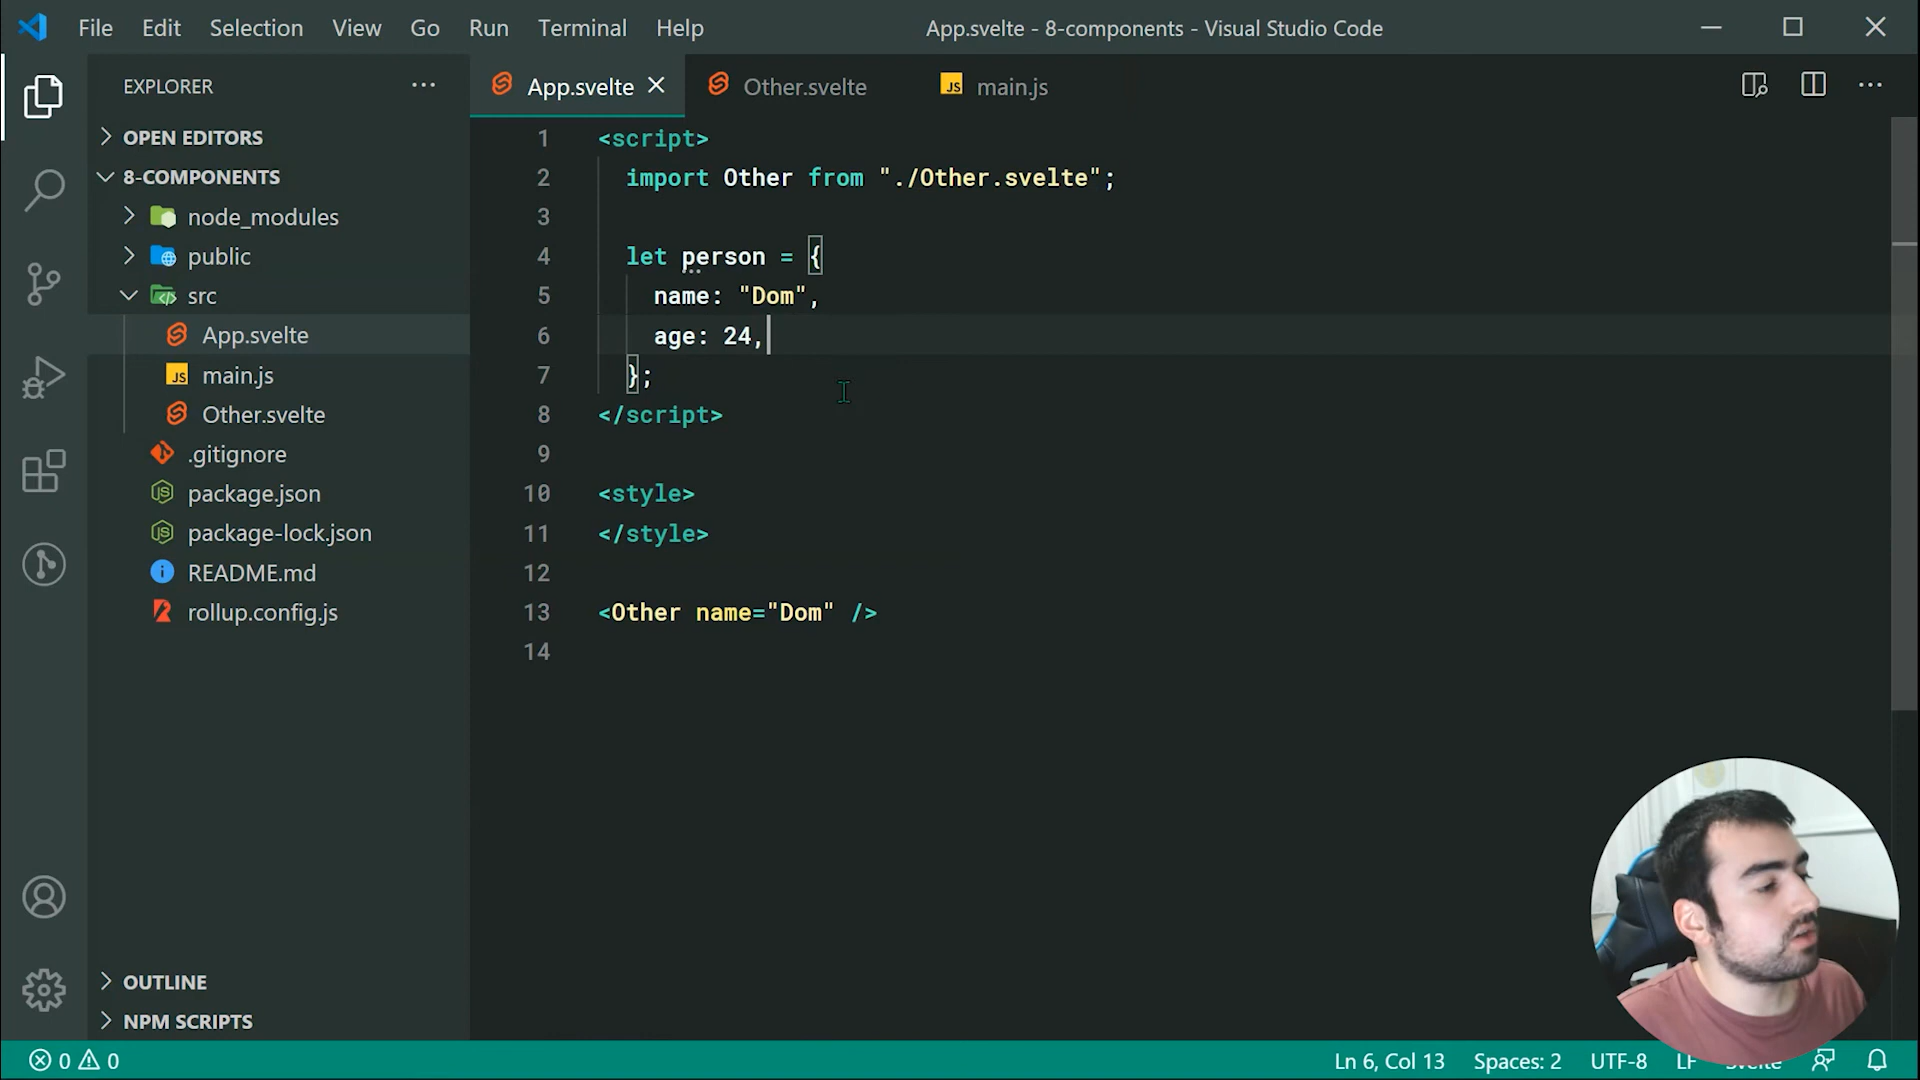 File Edit Selection View Go Run Terminal Help
App.svelte - 8-components - Visual Studio Code
EXPLORER
OPEN EDITORS
8-COMPONENTS
node_modules
public
src
App.svelte
JS main.js
Other.svelte
.gitignore
package.json
package-lock.json
README.md
rollup.config.js
OUTLINE
NPM SCRIPTS
App.svelte
Other.svelte
JS main.js
1 <script>
2 import Other from "./Other.svelte";
3
4 let person = {
5 name: "Dom",
6 age: 24,
7 };
8 </script>
9
10 <style>
11 </style>
12
13 <Other name="Dom" />
14
0 0
Ln 6, Col 13 Spaces: 2 UTF-8 LF Svelte